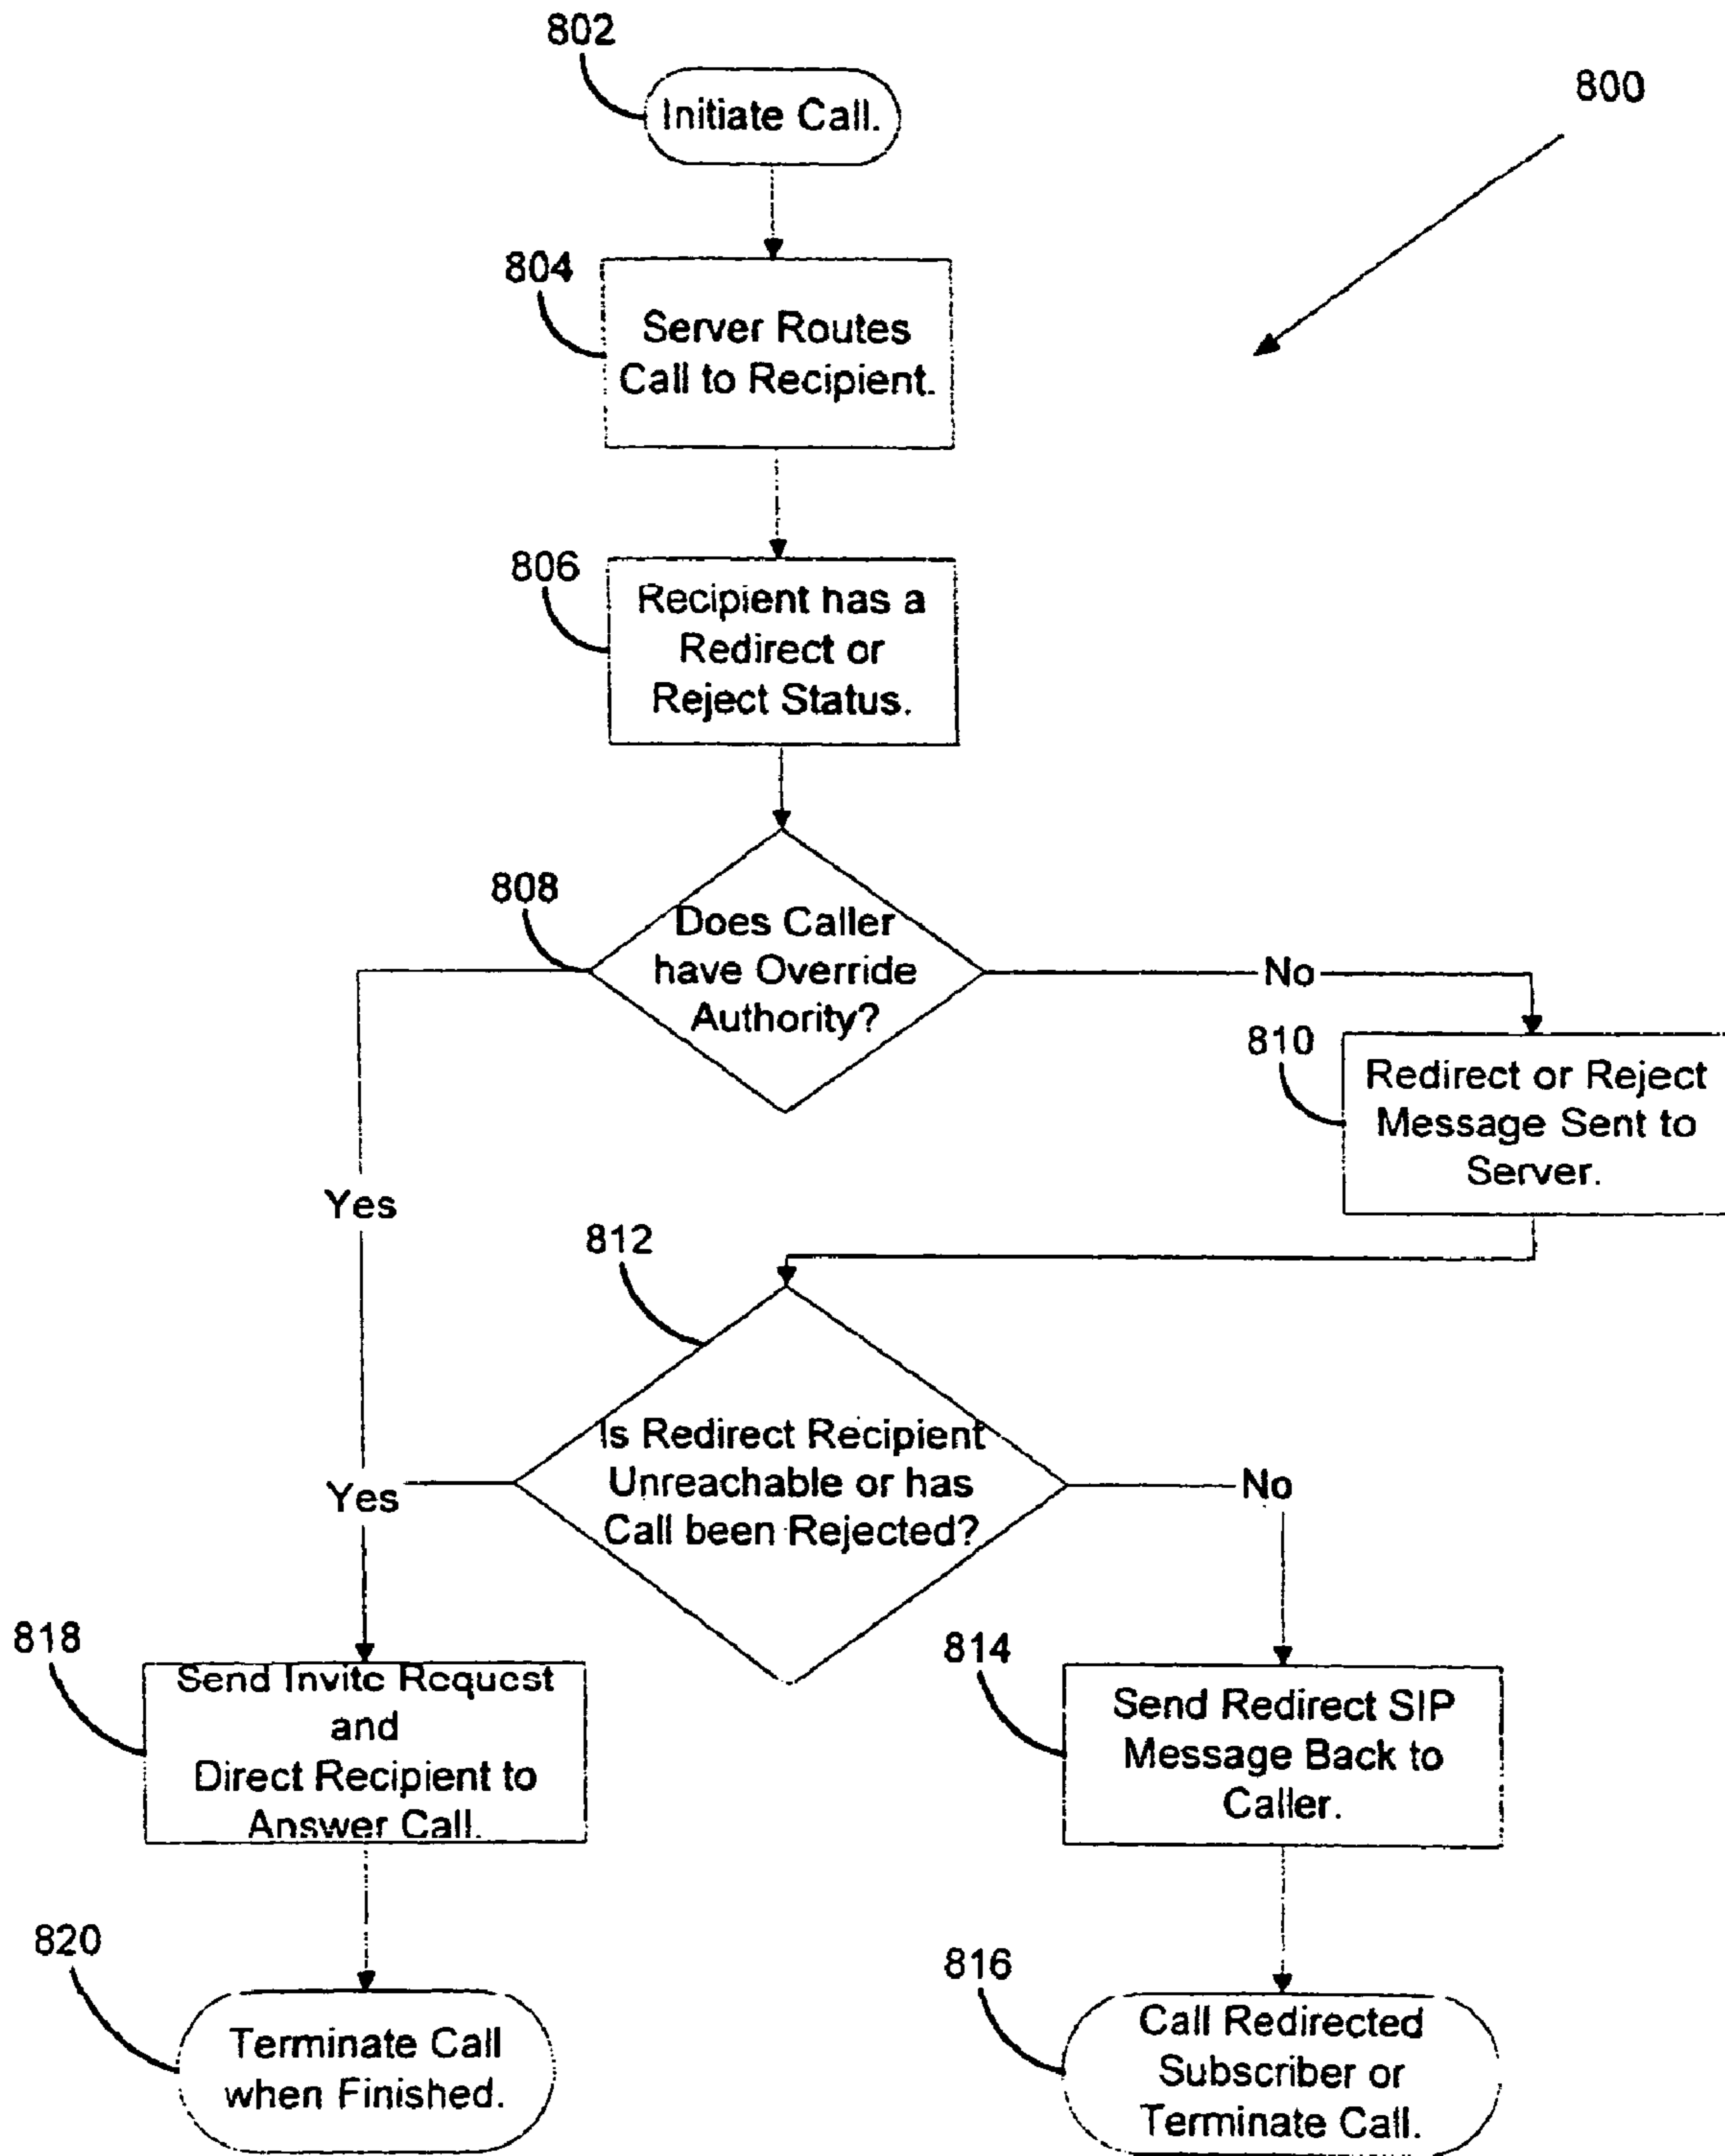 802
Initiate Call.
800
804
Server Routes
Call to Recipient.
806
Recipient has a
Redirect or
Reject Status.
808
Does Caller
have Override
Authority?
No
810
Redirect or Reject
Message Sent to
Server.
Yes
812
Is Redirect Recipient
Unreachable or has
Call been Rejected?
Yes
No
818
Send Invite Request
and
Direct Recipient to
Answer Call.
814
Send Redirect SIP
Message Back to
Caller.
820
Terminate Call
when Finished.
816
Call Redirected
Subscriber or
Terminate Call.